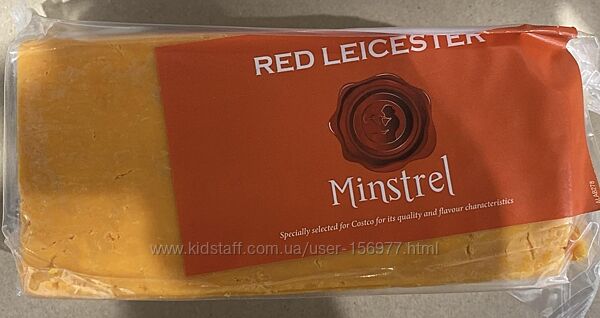 RED LEICESTER
Minstrel
Specially selected for Costco for its quality and flavour characteristics
www.kidstaff.com.ua/user-156977.html